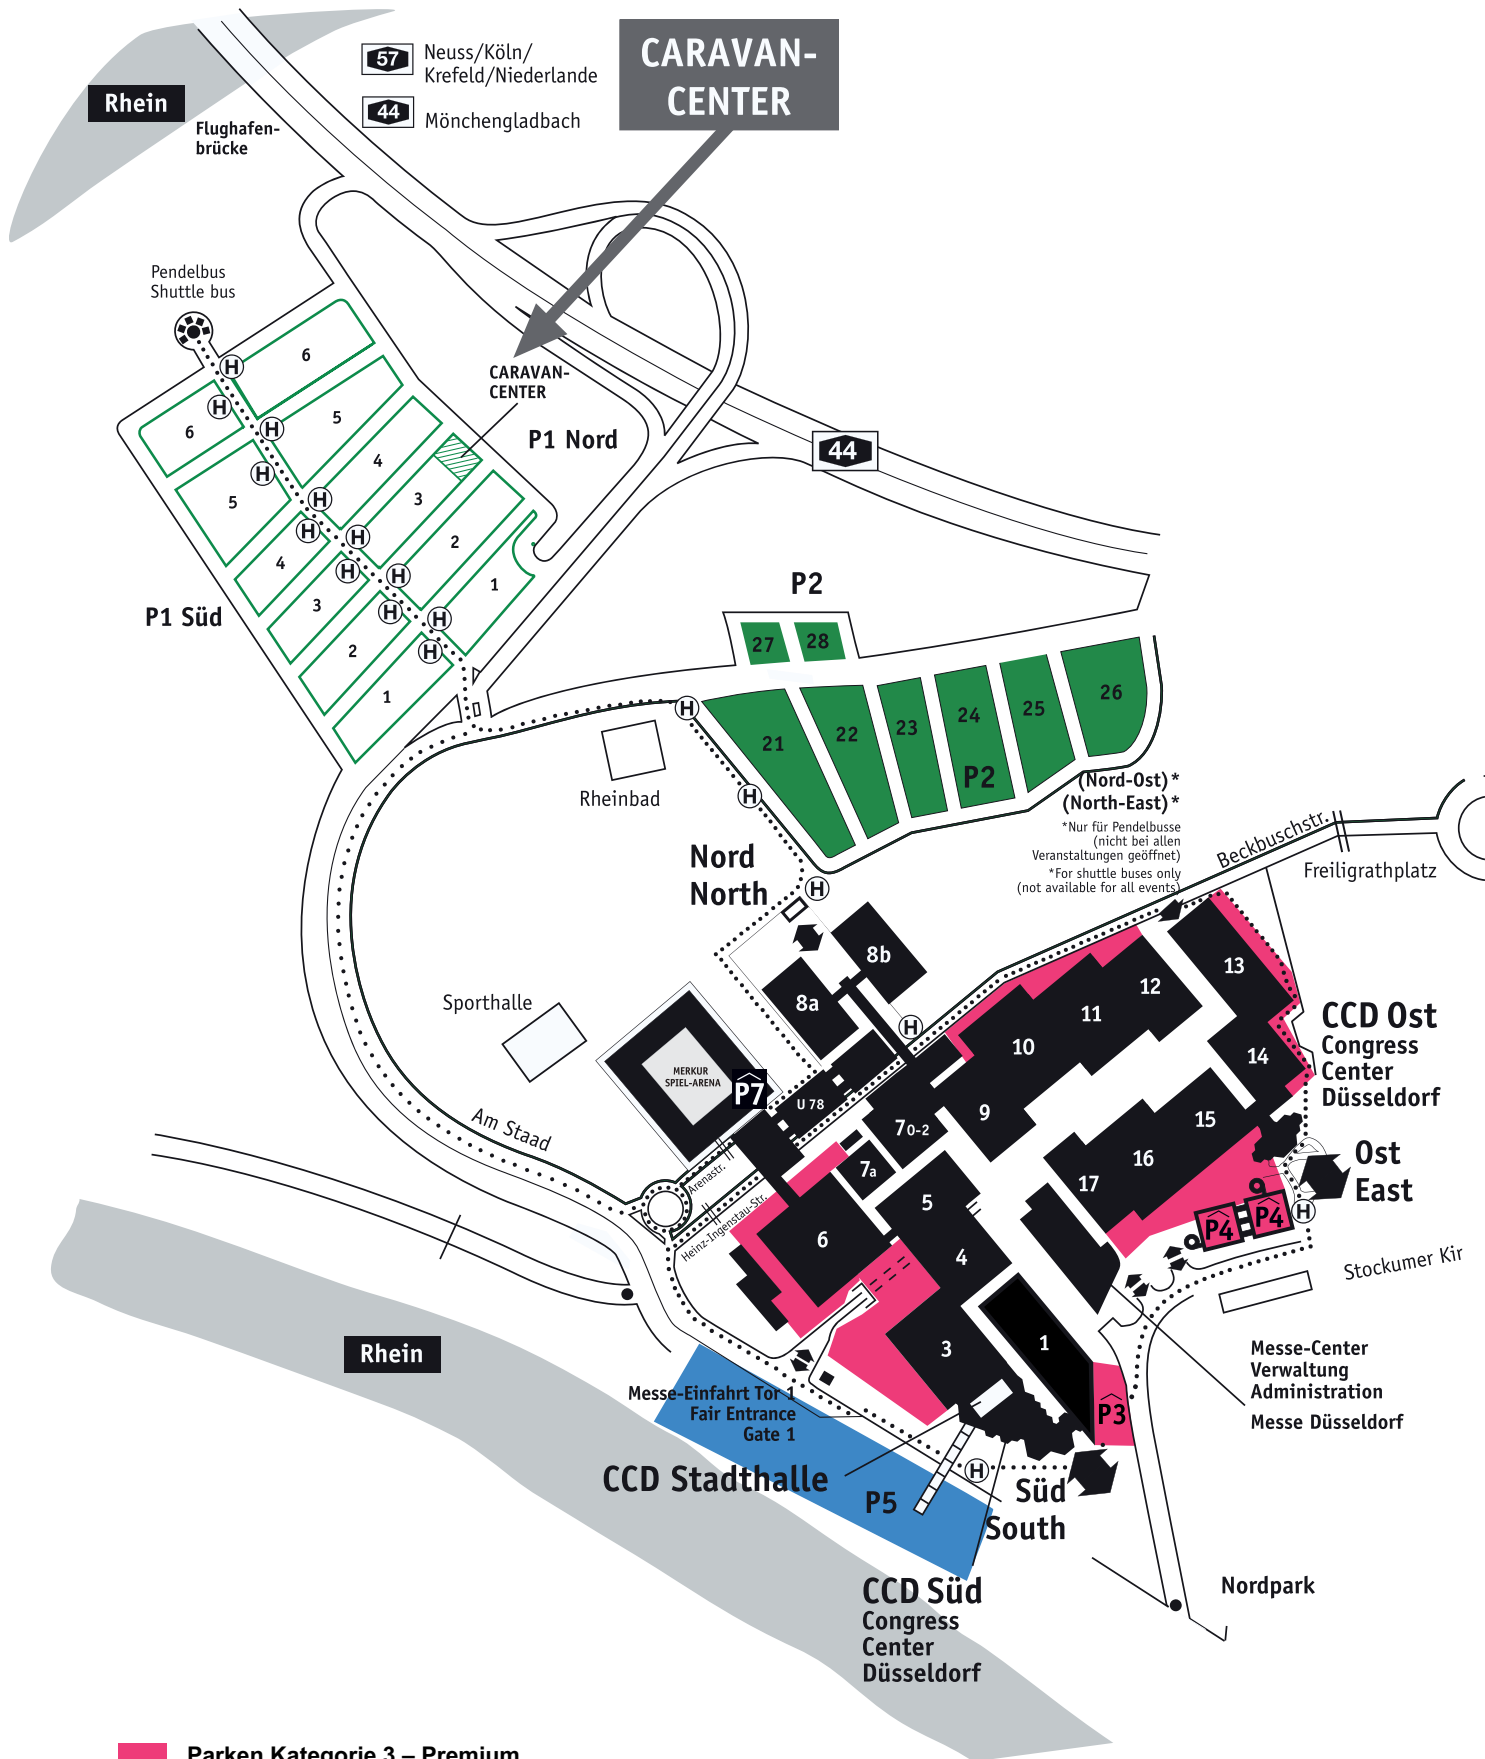 57
Neuss/Köln/
Krefeld/Niederlande
44
Mönchengladbach
CARAVAN-
CENTER
Rhein
Flughafen-
brücke
Pendelbus
Shuttle bus
CARAVAN-
CENTER
P1 Nord
44
H
H
H
H
H
H
H
H
H
H
H
H
6
5
4
3
2
1
6
5
4
3
2
1
P1 Süd
P2
27
28
21
22
23
24
25
26
P2
H
H
H
Rheinbad
(Nord-Ost)*
(North-East)*
*Nur für Pendelbusse
(nicht bei allen
Veranstaltungen geöffnet)
*For shuttle buses only
(not available for all events)
Beckbuschstr.
Freiligrathplatz
Nord
North
8b
8a
H
Sporthalle
MERKUR
SPIEL-ARENA
P7
U 78
13
12
11
10
14
9
15
16
17
70-2
7a
5
6
4
3
1
CCD Ost
Congress
Center
Düsseldorf
Ost
East
P4
P4
H
Am Staad
Arenastr.
Heinz-Ingenstau-Str.
Stockumer Kir
Rhein
Messe-Center
Verwaltung
Administration
Messe Düsseldorf
P3
Messe-Einfahrt Tor 1
Fair Entrance
Gate 1
CCD Stadthalle
P5
H
Süd
South
CCD Süd
Congress
Center
Düsseldorf
Nordpark
Parken Kategorie 3 – Premium